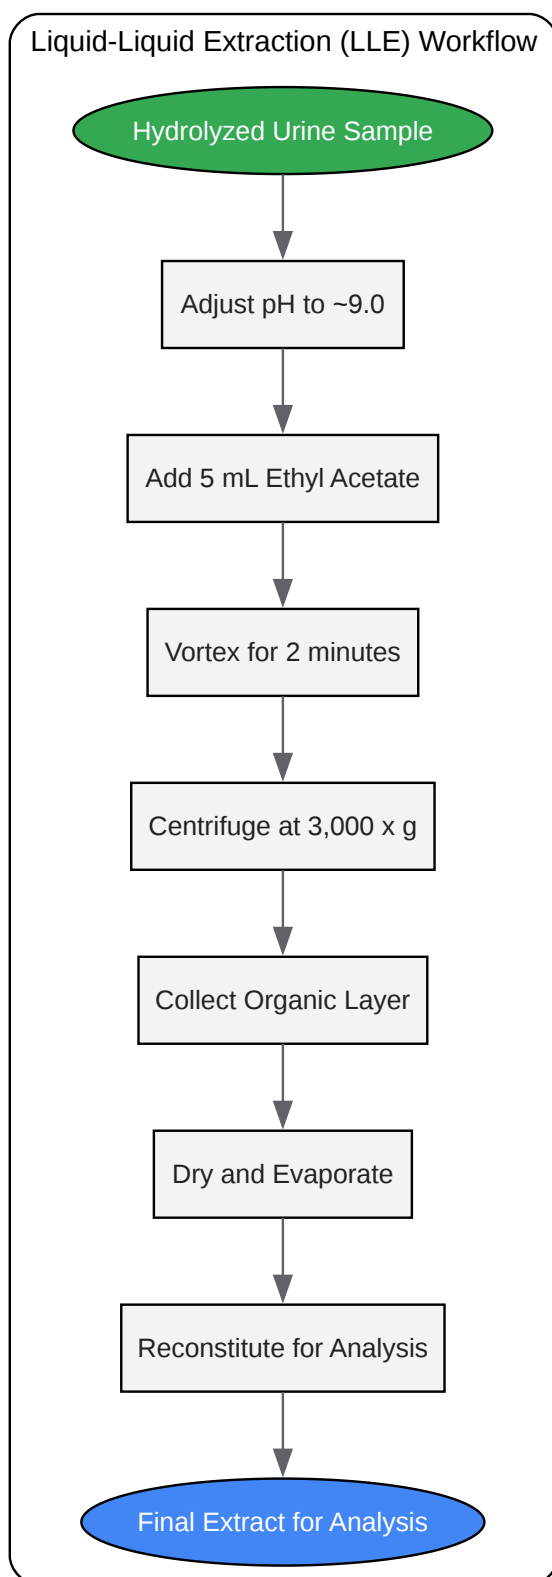 Liquid-Liquid Extraction (LLE) Workflow
Hydrolyzed Urine Sample
Adjust pH to ~9.0
Add 5 mL Ethyl Acetate
Vortex for 2 minutes
Centrifuge at 3,000 x g
Collect Organic Layer
Dry and Evaporate
Reconstitute for Analysis
Final Extract for Analysis